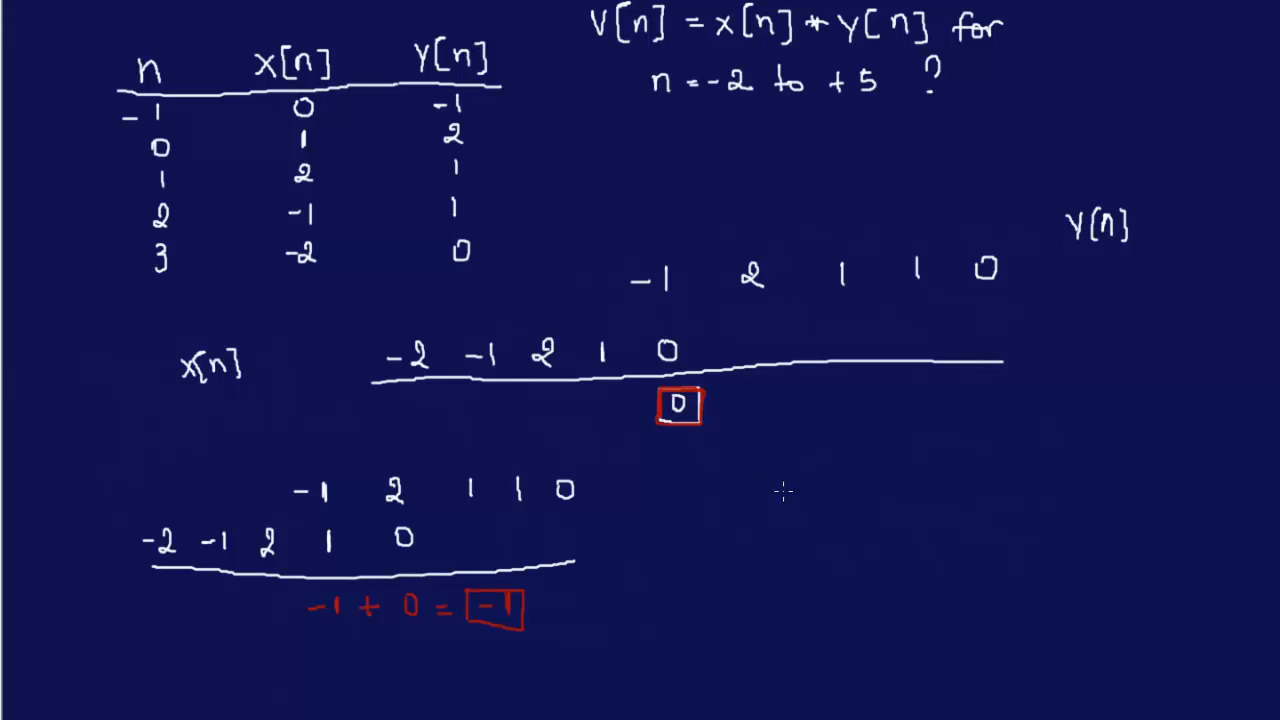 V[n] = x[n] * y[n] for
n = -2 to +5 ?
n x[n] y[n]
-1 0 -1
0 1 2
1 2 1
2 -1 1
3 -2 0
y[n]
-1 2 1 1 0
x[n] -2 -1 2 1 0
0
-1 2 1 1 0
-2 -1 2 1 0
-1 + 0 = -1